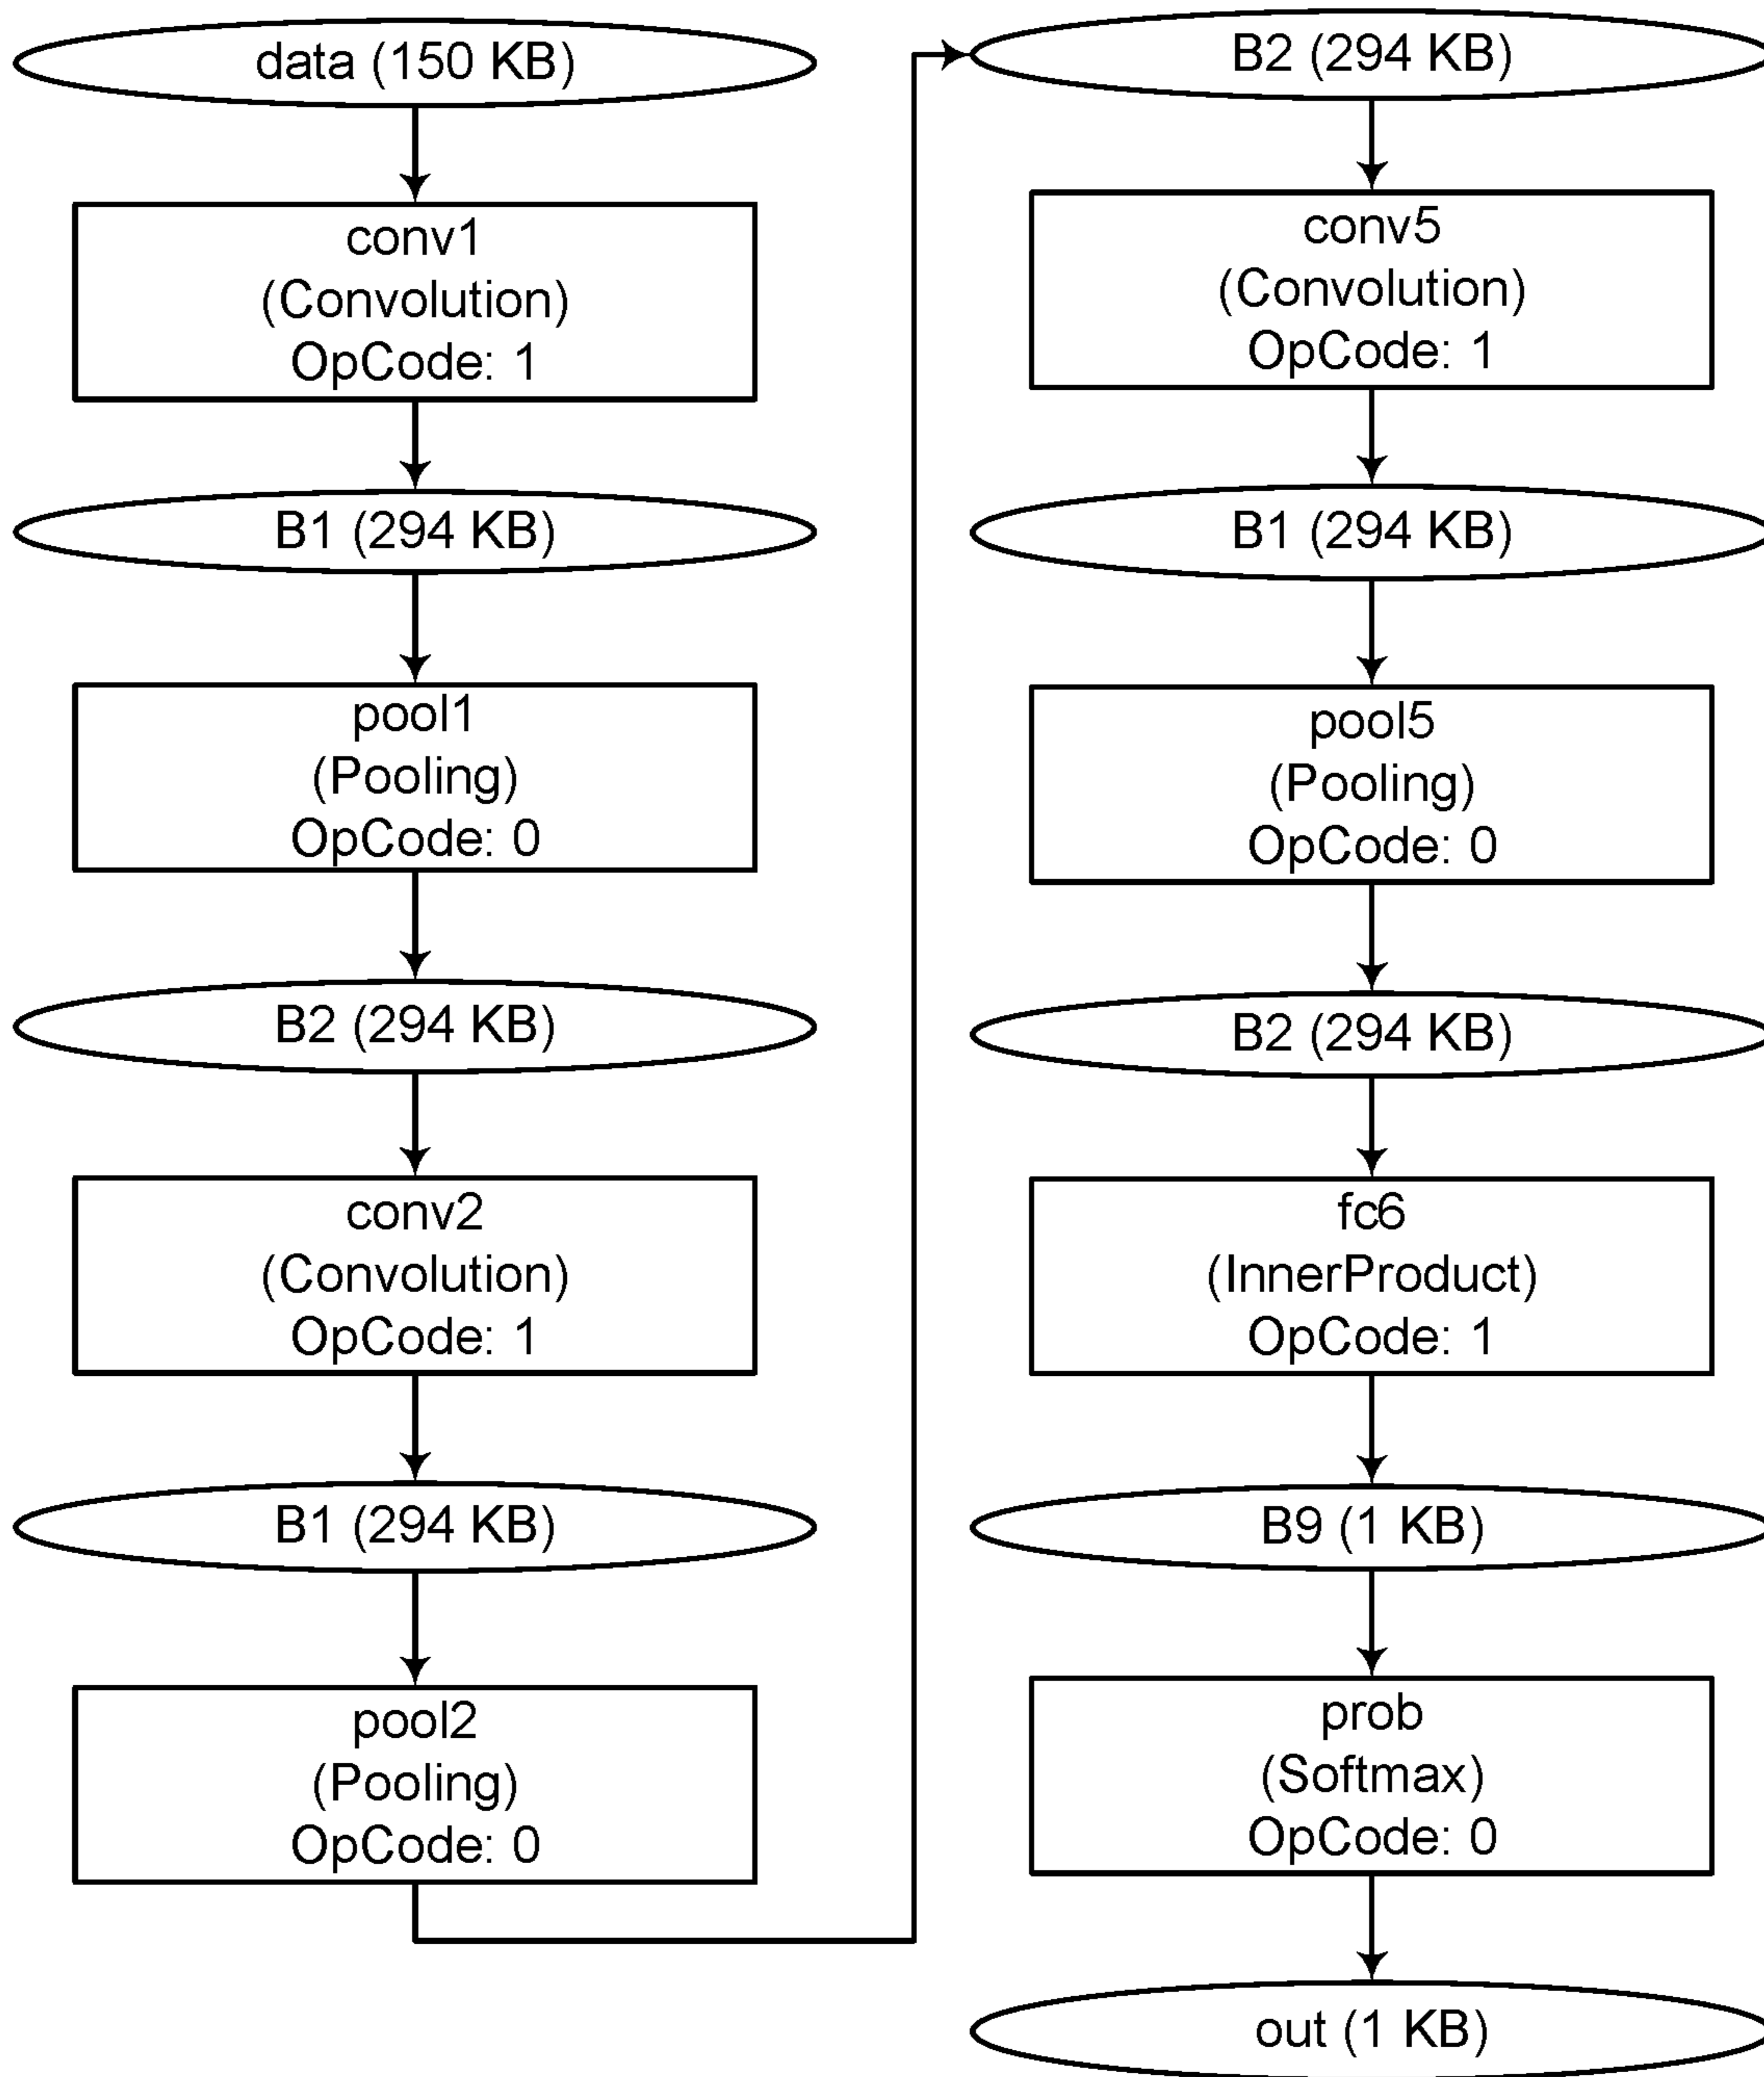 data (150 KB)
conv1
(Convolution)
OpCode: 1
B1 (294 KB)
pool1
(Pooling)
OpCode: 0
B2 (294 KB)
conv2
(Convolution)
OpCode: 1
B1 (294 KB)
pool2
(Pooling)
OpCode: 0
B2 (294 KB)
conv5
(Convolution)
OpCode: 1
B1 (294 KB)
pool5
(Pooling)
OpCode: 0
B2 (294 KB)
fc6
(InnerProduct)
OpCode: 1
B9 (1 KB)
prob
(Softmax)
OpCode: 0
out (1 KB)